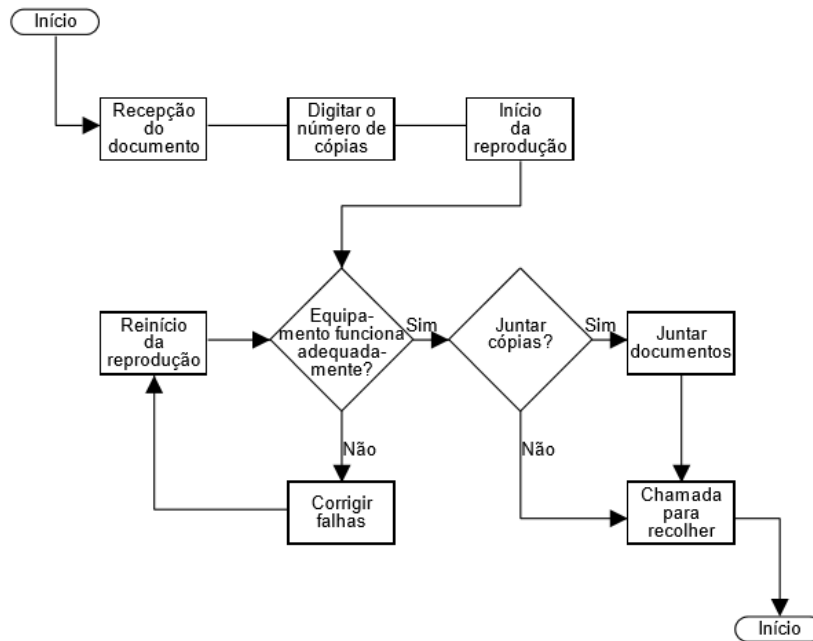 Início
Recepção
do
documento
Digitar o
número de
cópias
Início
da
reprodução
Reinício
da
reprodução
Equipa-
mento funciona
adequada-
mente?
Sim
Juntar
cópias?
Sim
Juntar
documentos
Não
Não
Corrigir
falhas
Chamada
para
recolher
Início